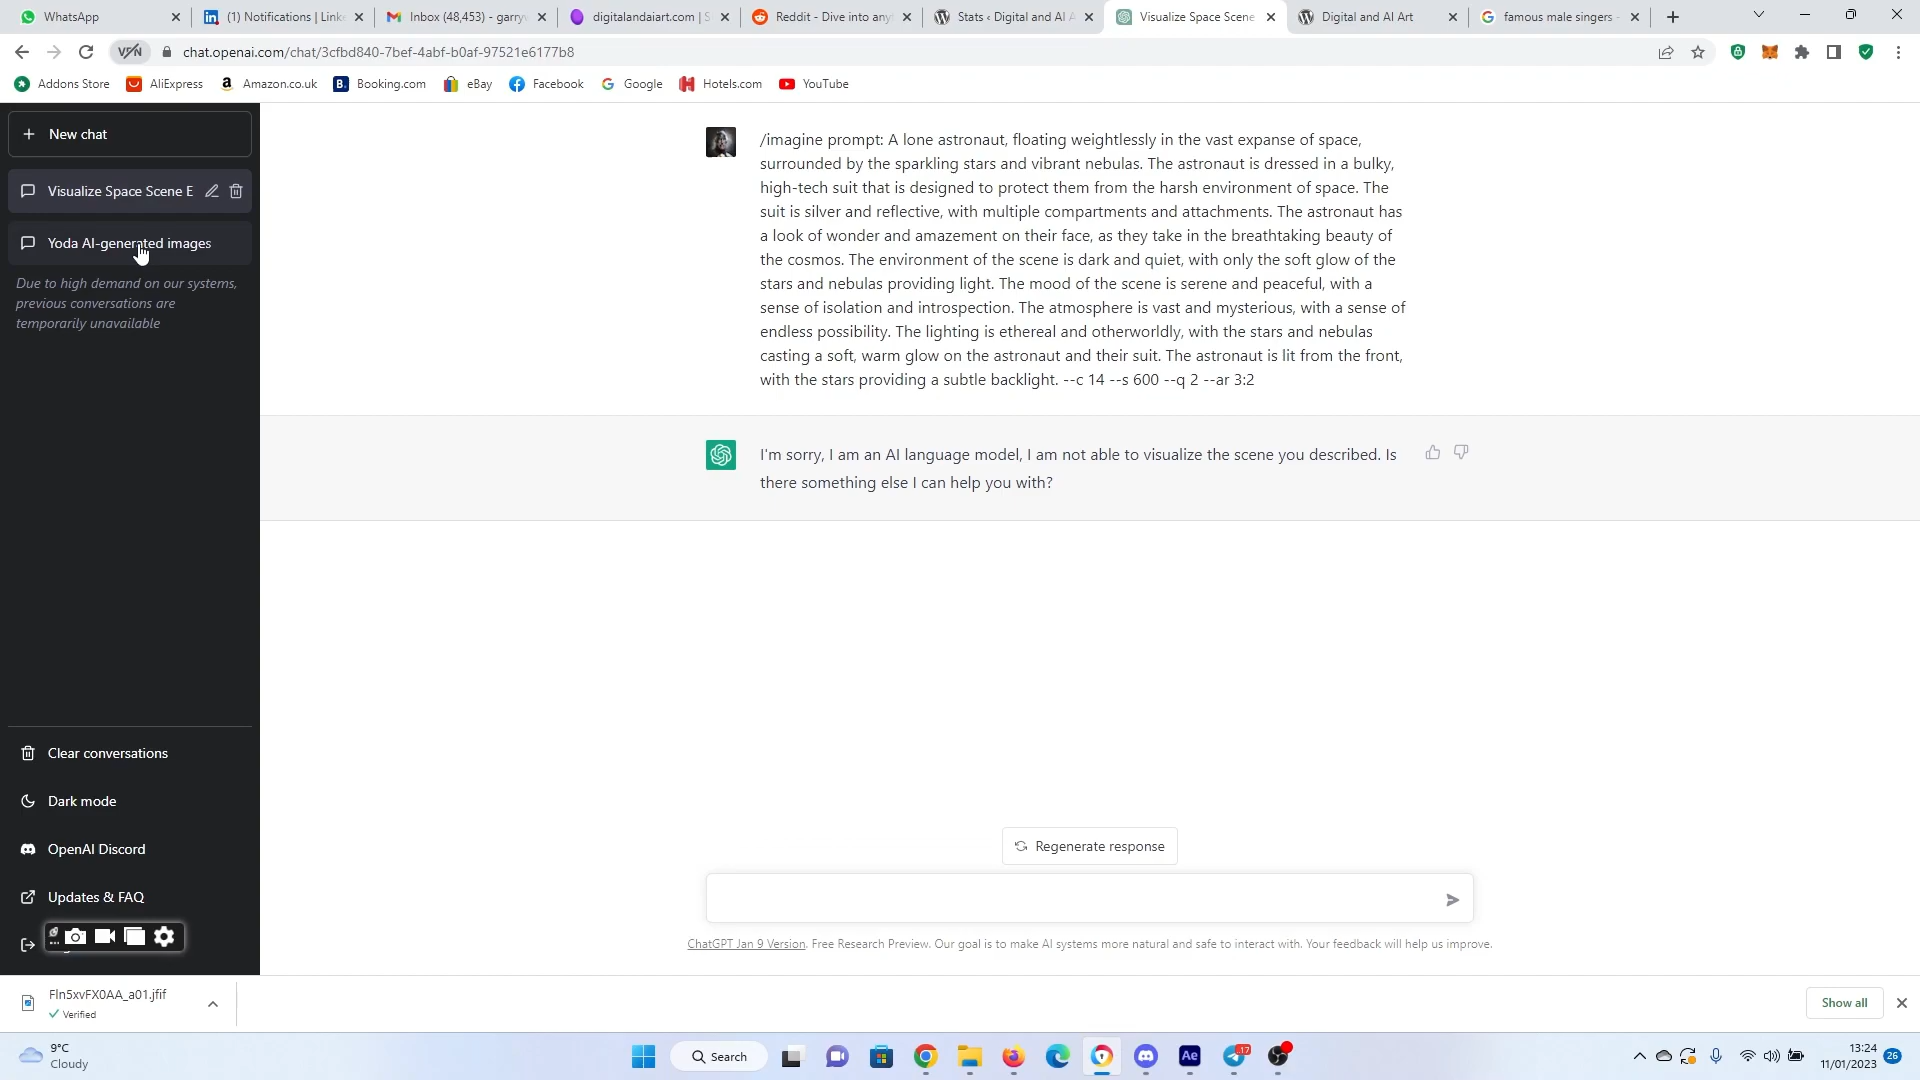 WhatsApp
(1) Notifications | Linke
Inbox (48,453) - garryv
digitalandaiart.com | S
Reddit - Dive into any
Stats ‹ Digital and AI A
Visualize Space Scene
Digital and AI Art
famous male singers -
VPN
chat.openai.com/chat/3cfbd840-7bef-4abf-b0af-97521e6177b8
Addons Store
AliExpress
Amazon.co.uk
Booking.com
eBay
Facebook
Google
Hotels.com
YouTube
New chat
Visualize Space Scene E
Yoda AI-generated images
Due to high demand on our systems,
previous conversations are
temporarily unavailable
/imagine prompt: A lone astronaut, floating weightlessly in the vast expanse of space,
surrounded by the sparkling stars and vibrant nebulas. The astronaut is dressed in a bulky,
high-tech suit that is designed to protect them from the harsh environment of space. The
suit is silver and reflective, with multiple compartments and attachments. The astronaut has
a look of wonder and amazement on their face, as they take in the breathtaking beauty of
the cosmos. The environment of the scene is dark and quiet, with only the soft glow of the
stars and nebulas providing light. The mood of the scene is serene and peaceful, with a
sense of isolation and introspection. The atmosphere is vast and mysterious, with a sense of
endless possibility. The lighting is ethereal and otherworldly, with the stars and nebulas
casting a soft, warm glow on the astronaut and their suit. The astronaut is lit from the front,
with the stars providing a subtle backlight. --c 14 --s 600 --q 2 --ar 3:2
I'm sorry, I am an AI language model, I am not able to visualize the scene you described. Is
there something else I can help you with?
Clear conversations
Dark mode
OpenAI Discord
Updates & FAQ
Regenerate response
ChatGPT Jan 9 Version. Free Research Preview. Our goal is to make AI systems more natural and safe to interact with. Your feedback will help us improve.
Fln5xvFX0AA_a01.jfif
Verified
Show all
9°C
Cloudy
Search
Ae
17
13:24
11/01/2023
26